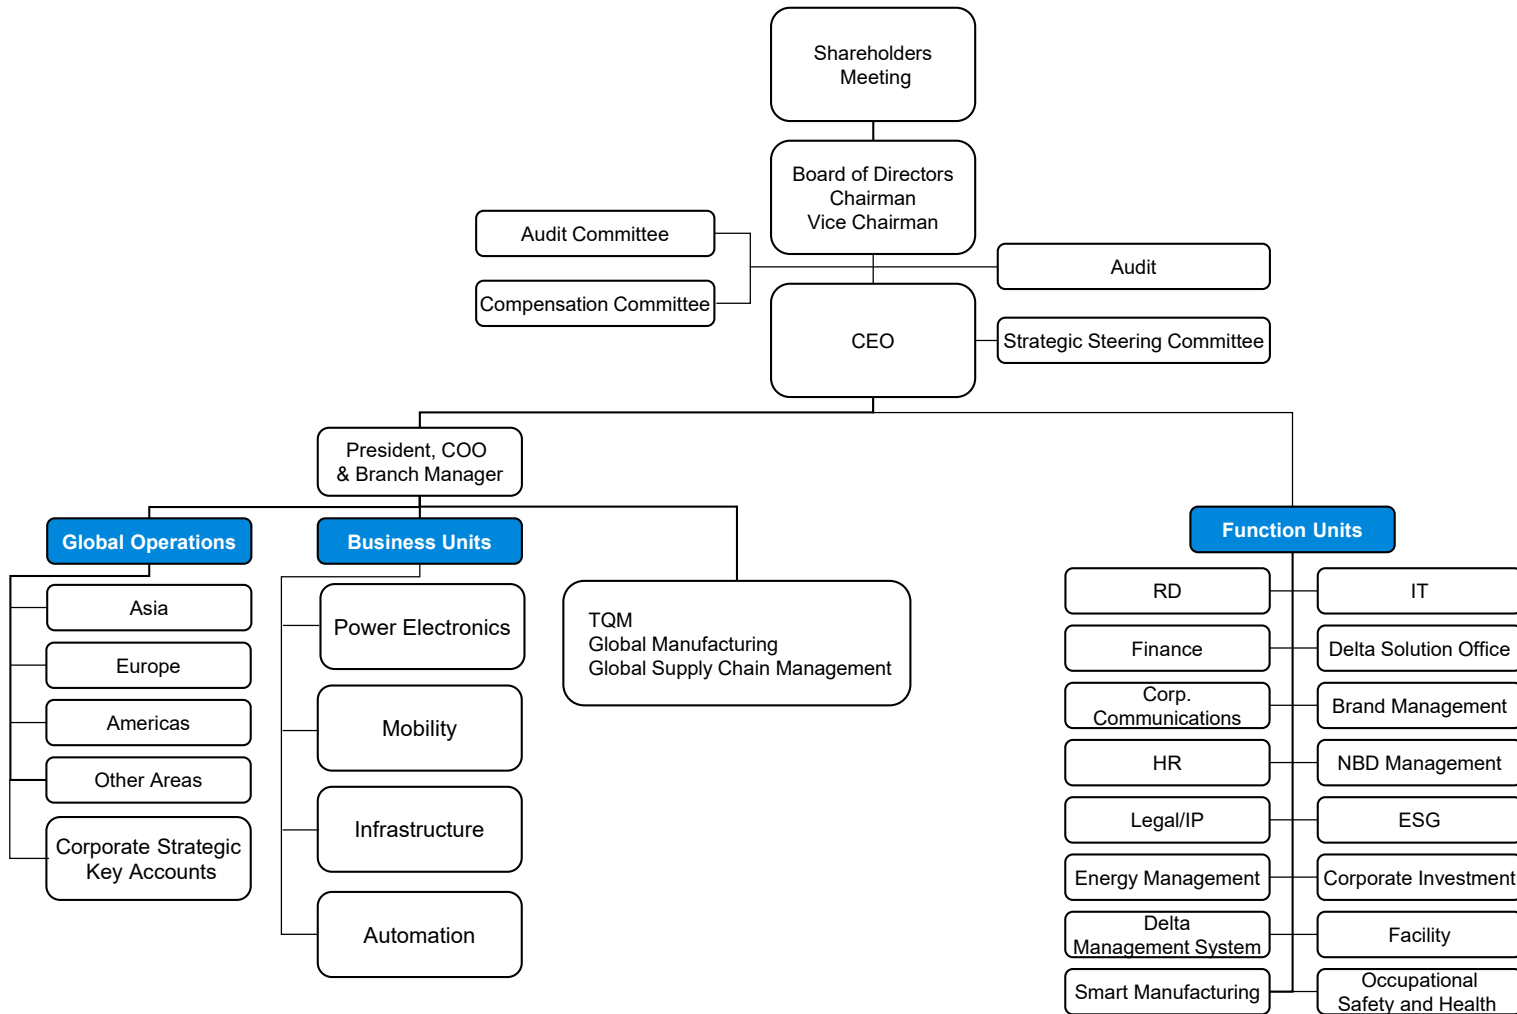 Shareholders
Meeting
Board of Directors
Chairman
Vice Chairman
Audit Committee
Audit
Compensation Committee
CEO
Strategic Steering Committee
President, COO
& Branch Manager
Global Operations
Asia
Europe
Americas
Other Areas
Corporate Strategic
Key Accounts
Business Units
Power Electronics
Mobility
Infrastructure
Automation
TQM
Global Manufacturing
Global Supply Chain Management
Function Units
RD
IT
Finance
Delta Solution Office
Corp.
Communications
Brand Management
HR
NBD Management
Legal/IP
ESG
Energy Management
Corporate Investment
Delta
Management System
Facility
Smart Manufacturing
Occupational
Safety and Health